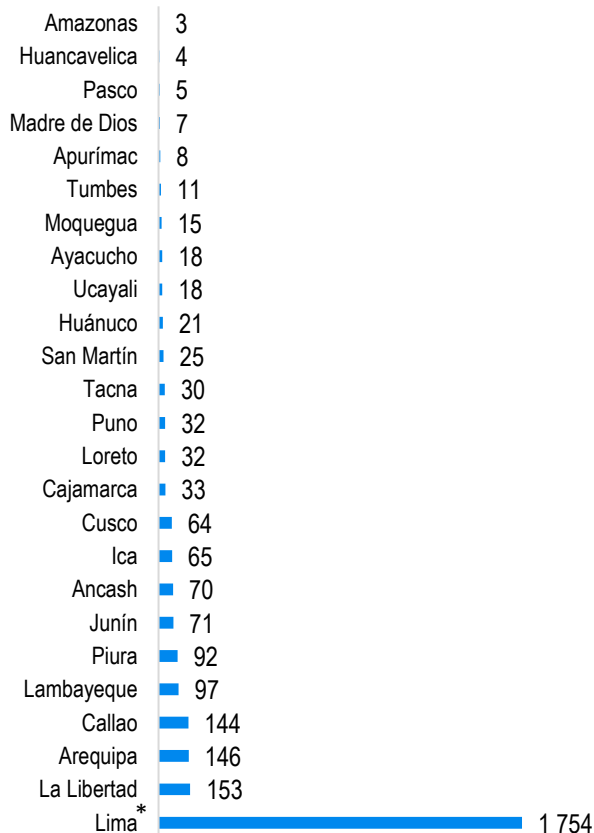 Amazonas 3
Huancavelica 4
Pasco 5
Madre de Dios 7
Apurímac 8
Tumbes 11
Moquegua 15
Ayacucho 18
Ucayali 18
Huánuco 21
San Martín 25
Tacna 30
Puno 32
Loreto 32
Cajamarca 33
Cusco 64
Ica 65
Ancash 70
Junín 71
Piura 92
Lambayeque 97
Callao 144
Arequipa 146
La Libertad 153
Lima* 1 754